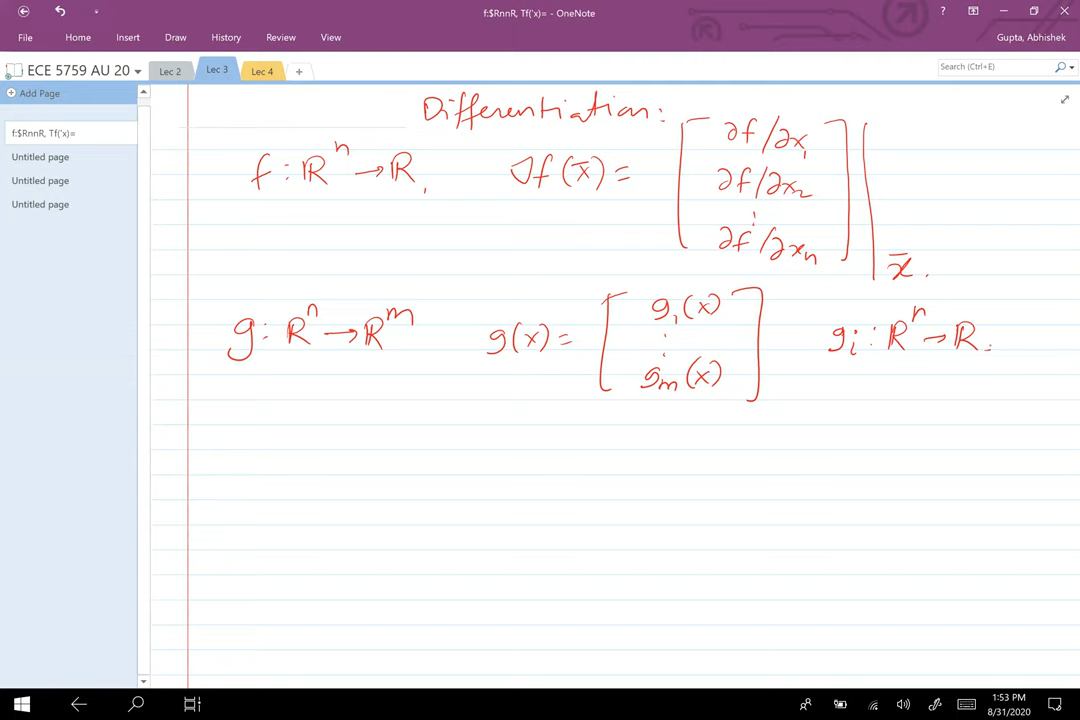 f:$RnnR, Tf('x)= - OneNote
?
File Home Insert Draw History Review View
Gupta, Abhishek
ECE 5759 AU 20
Lec 2 Lec 3 Lec 4 +
Search (Ctrl+E)
Add Page
f:$RnnR, Tf('x)=
Untitled page
Untitled page
Untitled page
Differentiation:
f : ℝⁿ → ℝ, ∇f(x̄) = [ ∂f/∂x₁
∂f/∂x₂
⋮
∂f/∂xₙ ] | x̄.
g : ℝⁿ → ℝᵐ g(x) = [ g₁(x)
⋮
gₘ(x) ] gᵢ : ℝⁿ → ℝ.
1:53 PM
8/31/2020